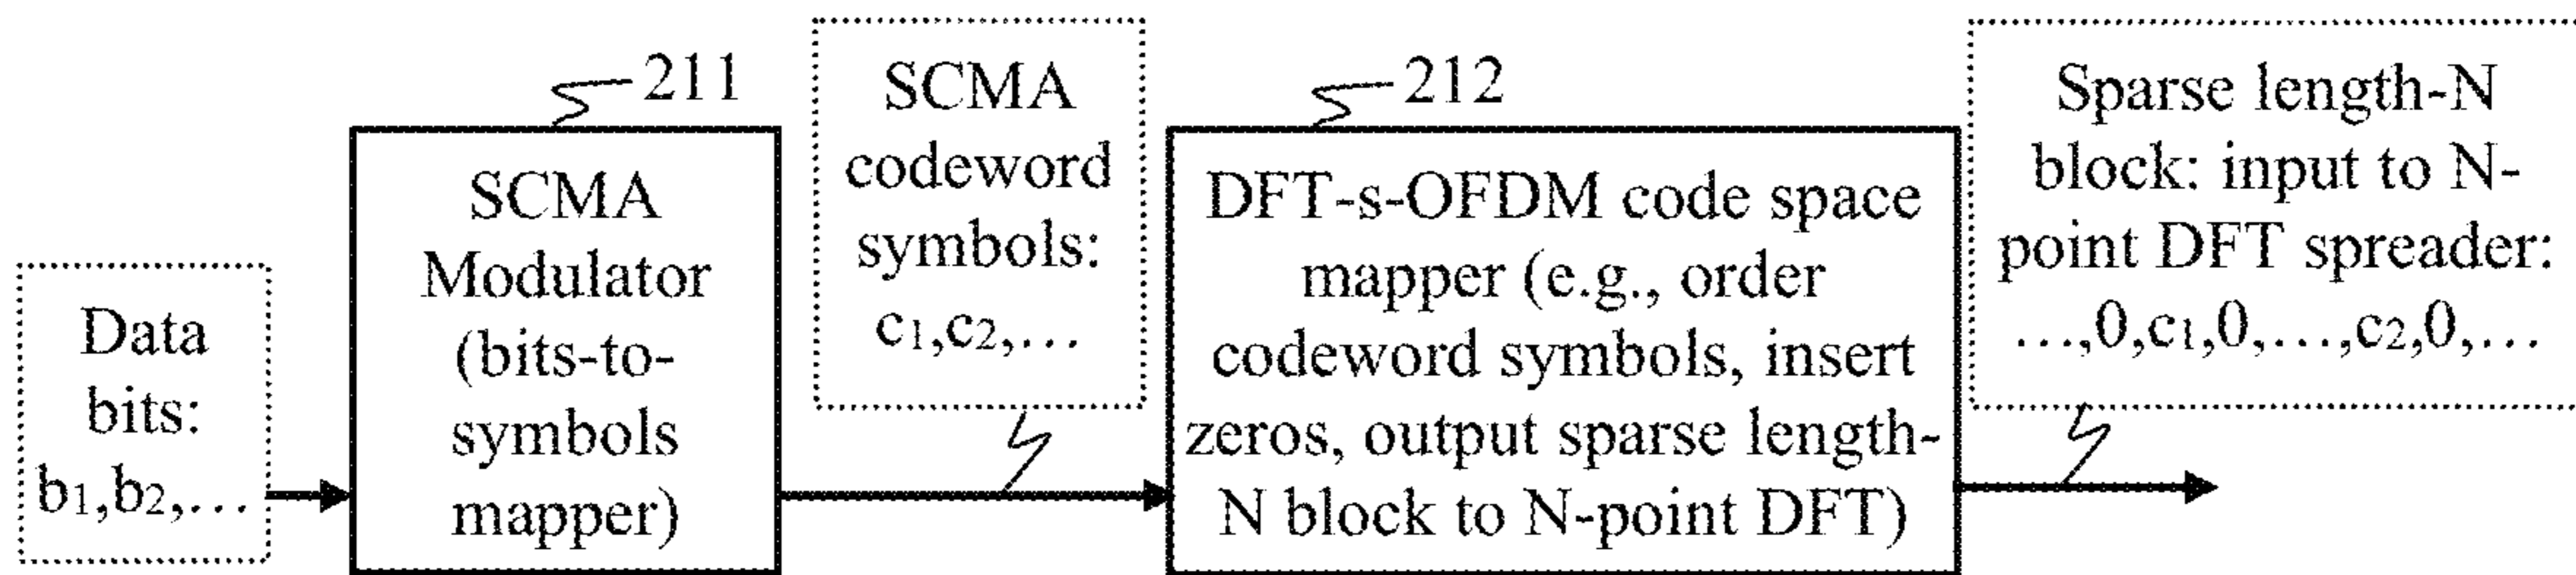 Data
bits:
b1,b2,…
211
SCMA
Modulator
(bits-to-
symbols
mapper)
SCMA
codeword
symbols:
c1,c2,…
212
DFT-s-OFDM code space
mapper (e.g., order
codeword symbols, insert
zeros, output sparse length-
N block to N-point DFT)
Sparse length-N
block: input to N-
point DFT spreader:
…,0,c1,0,…,c2,0,…